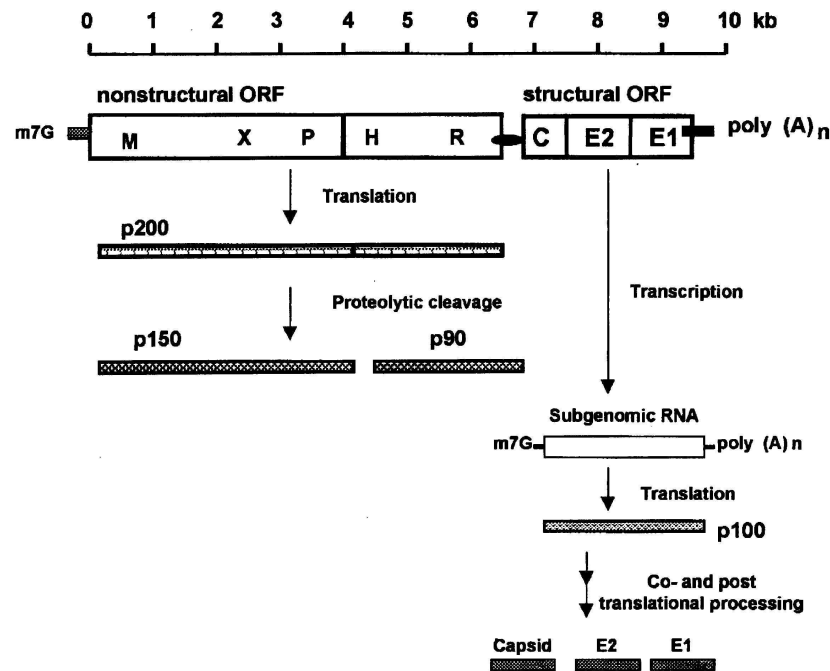 0 1 2 3 4 5 6 7 8 9 10 kb
nonstructural ORF structural ORF
m7G M X P H R C E2 E1 poly (A) n
Translation
p200
Proteolytic cleavage
Transcription
p150 p90
Subgenomic RNA
m7G poly (A) n
Translation
p100
Co- and post
translational processing
Capsid E2 E1